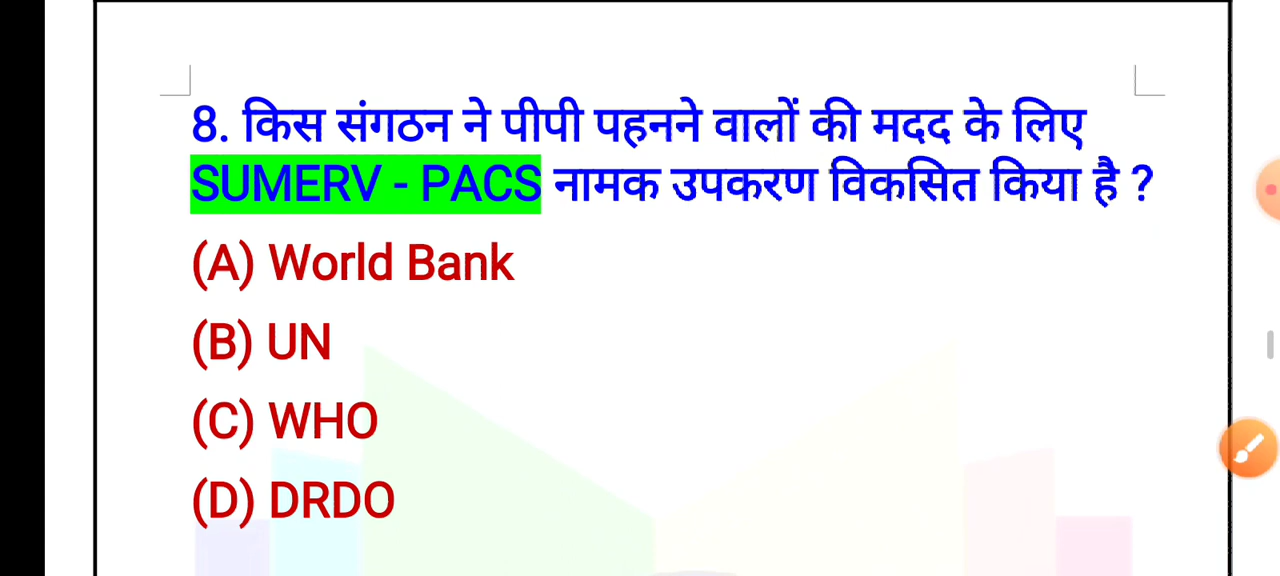 8. किस संगठन ने पीपी पहनने वालों की मदद के लिए
SUMERV - PACS नामक उपकरण विकसित किया है ?
(A) World Bank
(B) UN
(C) WHO
(D) DRDO